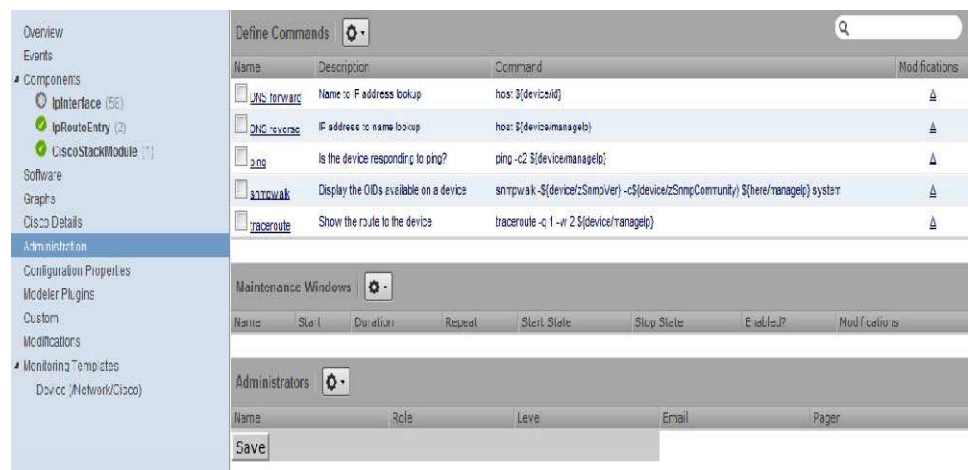 Overview
Events
Components
IpInterface (58)
IpRouteEntry (2)
CiscoStackModule (1)
Software
Graphs
Cisco Details
Administration
Configuration Properties
Modeler Plugins
Custom
Modifications
Monitoring Templates
Device (/Network/Cisco)
Define Commands
Name Description Command Modifications
DNS forward Name to IP address lookup host ${device/id}
DNS reverse IP address to name lookup host ${device/manageIp}
ping Is the device responding to ping? ping -c2 ${device/manageIp}
snmpwalk Display the OIDs available on a device snmpwalk -${device/zSnmpVer} -c${device/zSnmpCommunity} ${here/manageIp} system
traceroute Show the route to the device traceroute -q 1 -w 2 ${device/manageIp}
Maintenance Windows
Name Start Duration Repeat Start State Stop State Enabled? Modifications
Administrators
Name Role Level Email Pager
Save